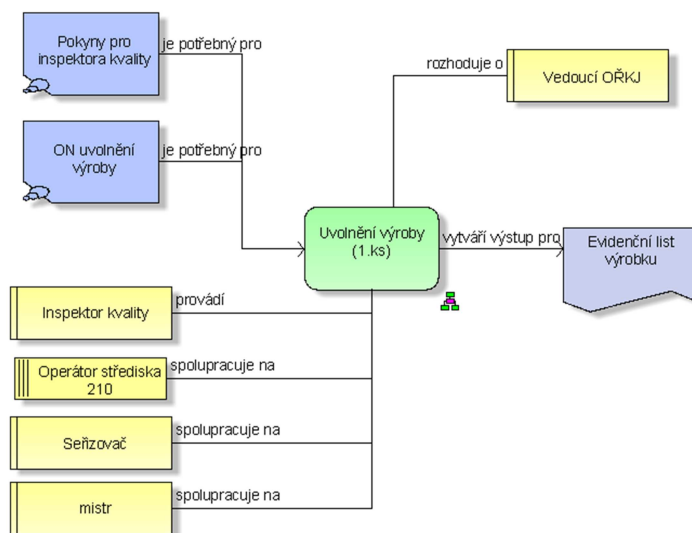 Pokyny pro
inspektora kvality
je potřebný pro
rozhoduje o
Vedoucí OŘKJ
ON uvolnění
výroby
je potřebný pro
Uvolnění výroby
(1.ks)
vytváří výstup pro
Evidenční list
výrobku
Inspektor kvality
provádí
Operátor střediska
210
spolupracuje na
Seřizovač
spolupracuje na
mistr
spolupracuje na